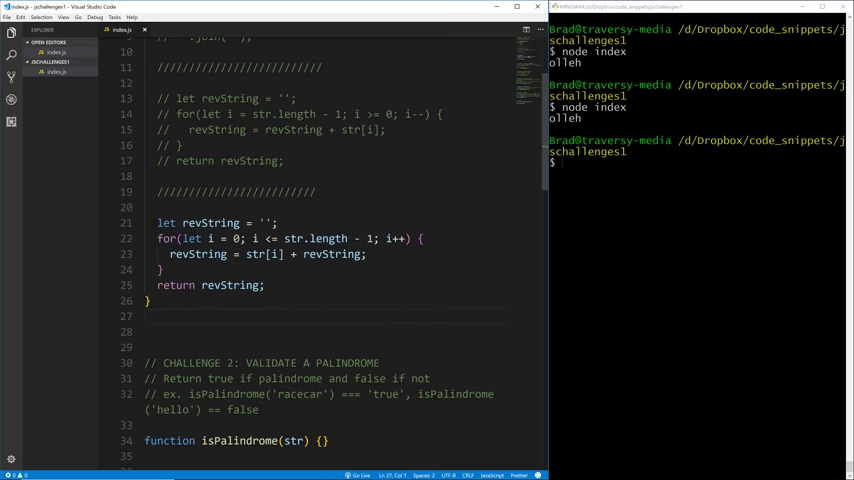 index.js - jschallenges1 - Visual Studio Code
File Edit Selection View Go Debug Tasks Help
EXPLORER
OPEN EDITORS
index.js
JSCHALLENGES1
index.js
index.js
// .join('');
10
11 /////////////////////////
12
13 // let revString = '';
14 // for(let i = str.length - 1; i >= 0; i--) {
15 //   revString = revString + str[i];
16 // }
17 // return revString;
18
19 /////////////////////////
20
21 let revString = '';
22 for(let i = 0; i <= str.length - 1; i++) {
23 revString = str[i] + revString;
24 }
25 return revString;
26 }
27
28
29
30 // CHALLENGE 2: VALIDATE A PALINDROME
31 // Return true if palindrome and false if not
32 // ex. isPalindrome('racecar') === 'true', isPalindrome
('hello') == false
33
34 function isPalindrome(str) {}
35
0 0
Go Live Ln 27, Col 1 Spaces: 2 UTF-8 CRLF JavaScript Prettier
MINGW64:/d/Dropbox/code_snippets/jschallenges1
Brad@traversy-media /d/Dropbox/code_snippets/j
schallenges1
$ node index
olleh
Brad@traversy-media /d/Dropbox/code_snippets/j
schallenges1
$ node index
olleh
Brad@traversy-media /d/Dropbox/code_snippets/j
schallenges1
$